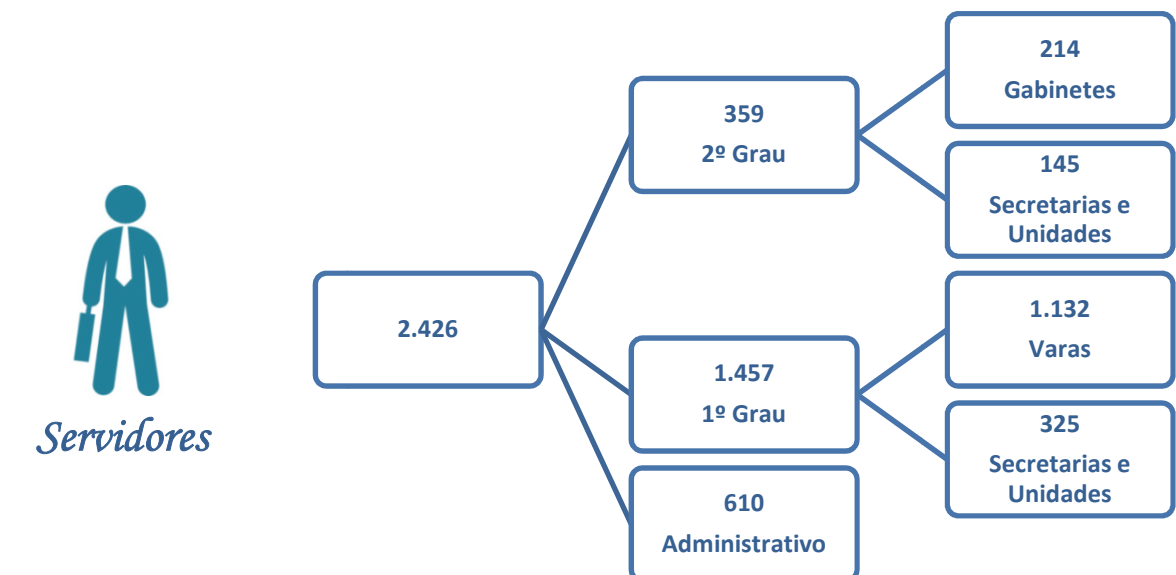 214
Gabinetes
359
2º Grau
145
Secretarias e
Unidades
2.426
1.132
Varas
1.457
1º Grau
325
Secretarias e
Unidades
610
Administrativo
Servidores